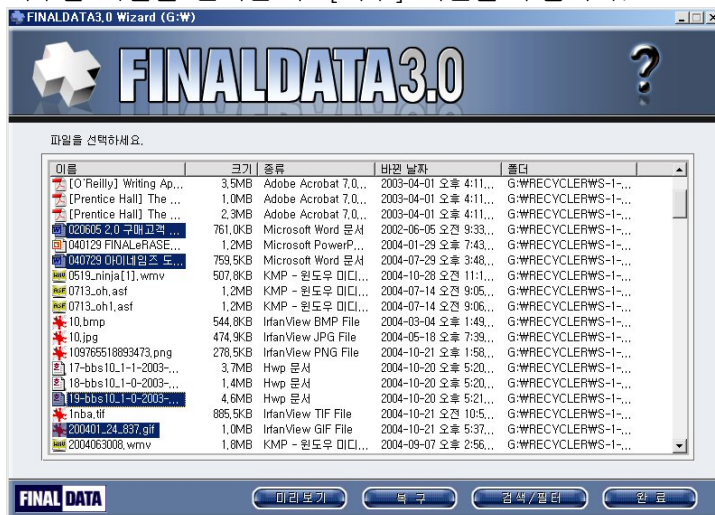 FINALDATA3.0 Wizard (G:₩)
FINALDATA3.0
파일을 선택하세요.
이름 크기 종류 바뀐 날짜 폴더
[O'Reilly] Writing Ap... 3,5MB Adobe Acrobat 7,0,.. 2003-04-01 오후 4:11,.. G:₩RECYCLER₩S-1-...
[Prentice Hall] The ... 1,0MB Adobe Acrobat 7,0,.. 2003-04-01 오후 4:11,.. G:₩RECYCLER₩S-1-...
[Prentice Hall] The ... 2,3MB Adobe Acrobat 7,0,.. 2003-04-01 오후 4:11,.. G:₩RECYCLER₩S-1-...
020605 2,0 구매고객 ... 761,0KB Microsoft Word 문서 2002-06-05 오전 9:33,.. G:₩RECYCLER₩S-1-...
040129 FINALeRASE... 1,2MB Microsoft PowerP... 2004-01-29 오후 7:43,.. G:₩RECYCLER₩S-1-...
040729 아이네임즈 도... 759,5KB Microsoft Word 문서 2004-07-29 오후 3:48,.. G:₩RECYCLER₩S-1-...
0519_ninja[1],wmv 507,8KB KMP - 윈도우 미디... 2004-10-28 오전 11:1... G:₩RECYCLER₩S-1-...
0713_oh,asf 1,2MB KMP - 윈도우 미디... 2004-07-14 오전 9:05,.. G:₩RECYCLER₩S-1-...
0713_oh1,asf 1,2MB KMP - 윈도우 미디... 2004-07-14 오전 9:06,.. G:₩RECYCLER₩S-1-...
10,bmp 544,8KB IrfanView BMP File 2004-03-04 오후 1:49,.. G:₩RECYCLER₩S-1-...
10,jpg 474,9KB IrfanView JPG File 2004-05-18 오후 7:39,.. G:₩RECYCLER₩S-1-...
109765518893473,png 278,5KB IrfanView PNG File 2004-10-21 오후 1:58,.. G:₩RECYCLER₩S-1-...
17-bbs10_1-1-2003-... 3,7MB Hwp 문서 2004-10-20 오후 5:20,.. G:₩RECYCLER₩S-1-...
18-bbs10_1-0-2003-... 1,4MB Hwp 문서 2004-10-20 오후 5:20,.. G:₩RECYCLER₩S-1-...
19-bbs10_1-0-2003-... 4,6MB Hwp 문서 2004-10-20 오후 5:21,.. G:₩RECYCLER₩S-1-...
1nba,tif 885,5KB IrfanView TIF File 2004-10-21 오전 10:5,.. G:₩RECYCLER₩S-1-...
200401_24_837,gif 1,0MB IrfanView GIF File 2004-10-21 오후 5:37,.. G:₩RECYCLER₩S-1-...
2004063008,wmv 1,8MB KMP - 윈도우 미디... 2004-09-07 오후 2:56,.. G:₩RECYCLER₩S-1-...
FINAL DATA 미리보기 복 구 검색/필터 완 료